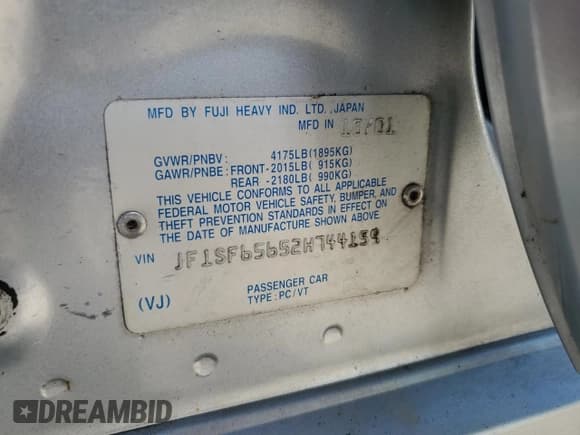 MFD BY FUJI HEAVY IND. LTD.,JAPAN
MFD IN
GVWR/PNBV: 4175LB(1895KG)
GAWR/PNBE: FRONT-2015LB( 915KG)
REAR -2180LB( 990KG)
THIS VEHICLE CONFORMS TO ALL APPLICABLE
FEDERAL MOTOR VEHICLE SAFETY, BUMPER, AND
THEFT PREVENTION STANDARDS IN EFFECT ON
THE DATE OF MANUFACTURE SHOWN ABOVE.
VIN JF1SF65652H744159
(VJ)
PASSENGER CAR
TYPE:PC/VT
DREAMBID